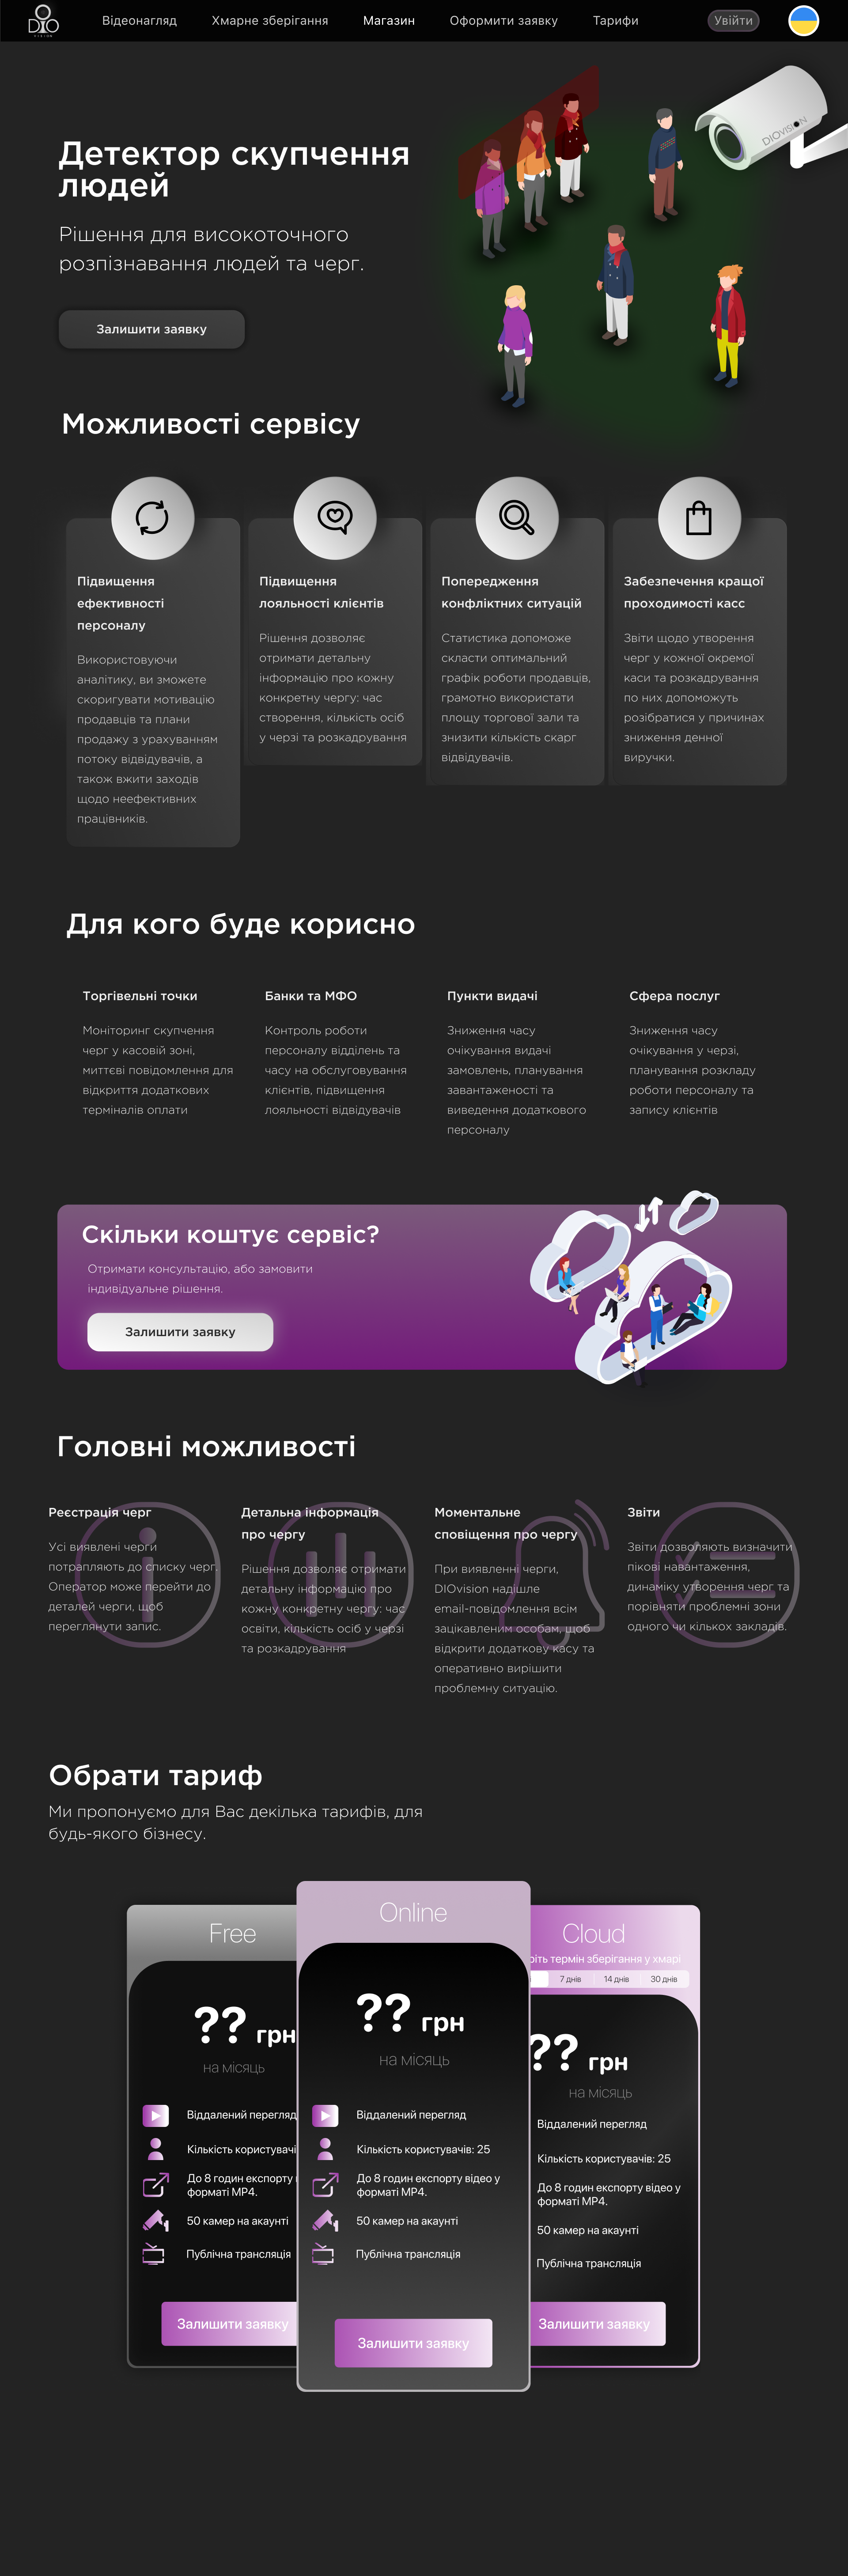 DIO
VISION
Відеонагляд
Хмарне зберігання
Магазин
Оформити заявку
Тарифи
Увійти
DIOVISION
Детектор скупчення
людей
Рішення для високоточного
розпізнавання людей та черг.
Залишити заявку
Можливості сервісу
Підвищення
ефективності
персоналу
Використовуючи
аналітику, ви зможете
скоригувати мотивацію
продавців та плани
продажу з урахуванням
потоку відвідувачів, а
також вжити заходів
щодо неефективних
працівників.
Підвищення
лояльності клієнтів
Рішення дозволяє
отримати детальну
інформацію про кожну
конкретну чергу: час
створення, кількість осіб
у черзі та розкадрування
Попередження
конфліктних ситуацій
Статистика допоможе
скласти оптимальний
графік роботи продавців,
грамотно використати
площу торгової зали та
знизити кількість скарг
відвідувачів.
Забезпечення кращої
проходимості касс
Звіти щодо утворення
черг у кожної окремої
каси та розкадрування
по них допоможуть
розібратися у причинах
зниження денної
виручки.
Для кого буде корисно
Торгівельні точки
Моніторинг скупчення
черг у касовій зоні,
миттєві повідомлення для
відкриття додаткових
терміналів оплати
Банки та МФО
Контроль роботи
персоналу відділень та
часу на обслуговування
клієнтів, підвищення
лояльності відвідувачів
Пункти видачі
Зниження часу
очікування видачі
замовлень, планування
завантаженості та
виведення додаткового
персоналу
Сфера послуг
Зниження часу
очікування у черзі,
планування розкладу
роботи персоналу та
запису клієнтів
Скільки коштує сервіс?
Отримати консультацію, або замовити
індивідуальне рішення.
Залишити заявку
Головні можливості
Реєстрація черг
Усі виявлені черги
потрапляють до списку черг.
Оператор може перейти до
деталей черги, щоб
переглянути запис.
Детальна інформація
про чергу
Рішення дозволяє отримати
детальну інформацію про
кожну конкретну чергу: час
освіти, кількість осіб у черзі
та розкадрування
Моментальне
сповіщення про чергу
При виявленні черги,
DIOvision надішле
email-повідомлення всім
зацікавленим особам, щоб
відкрити додаткову касу та
оперативно вирішити
проблемну ситуацію.
Звіти
Звіти дозволяють визначити
пікові навантаження,
динаміку утворення черг та
порівняти проблемні зони
одного чи кількох закладів.
Обрати тариф
Ми пропонуємо для Вас декілька тарифів, для
будь-якого бізнесу.
Free
?? грн
на місяць
Віддалений перегляд
Кількість користувачі
До 8 годин експорту
форматі MP4.
50 камер на акаунті
Публічна трансляція
Залишити заявку
Online
?? грн
на місяць
Віддалений перегляд
Кількість користувачів: 25
До 8 годин експорту відео у
форматі MP4.
50 камер на акаунті
Публічна трансляція
Залишити заявку
Cloud
іть термін зберігання у хмарі
7 днів
14 днів
30 днів
?? грн
на місяць
Віддалений перегляд
Кількість користувачів: 25
До 8 годин експорту відео у
форматі MP4.
50 камер на акаунті
Публічна трансляція
Залишити заявку